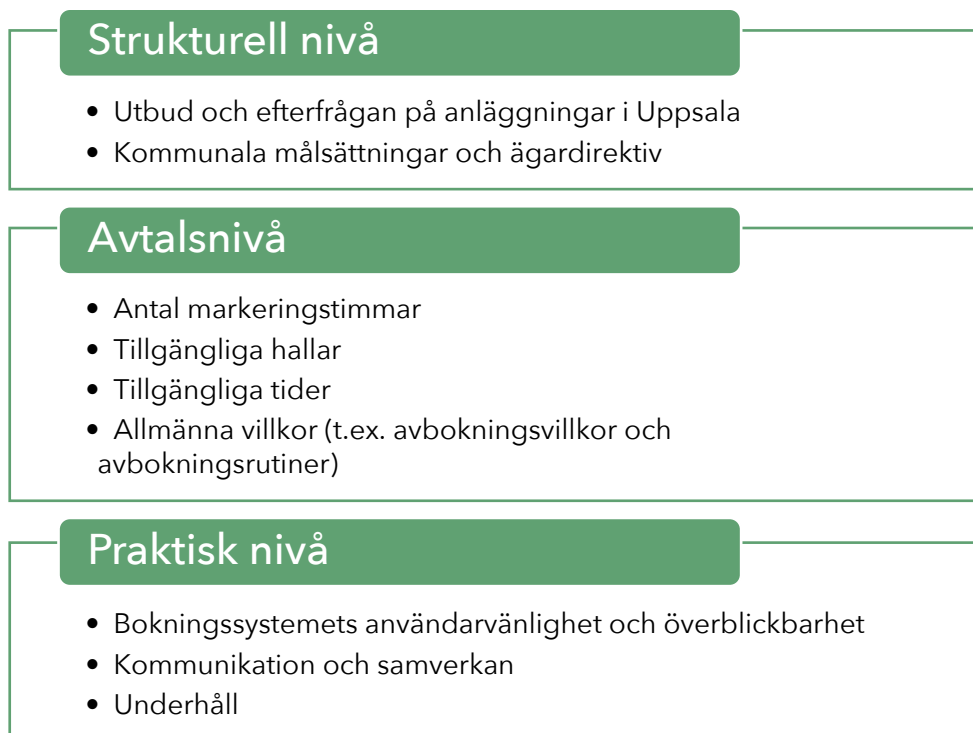 Strukturell nivå
• Utbud och efterfrågan på anläggningar i Uppsala
• Kommunala målsättningar och ägardirektiv
Avtalsnivå
• Antal markeringstimmar
• Tillgängliga hallar
• Tillgängliga tider
• Allmänna villkor (t.ex. avbokningsvillkor och
avbokningsrutiner)
Praktisk nivå
• Bokningssystemets användarvänlighet och överblickbarhet
• Kommunikation och samverkan
• Underhåll